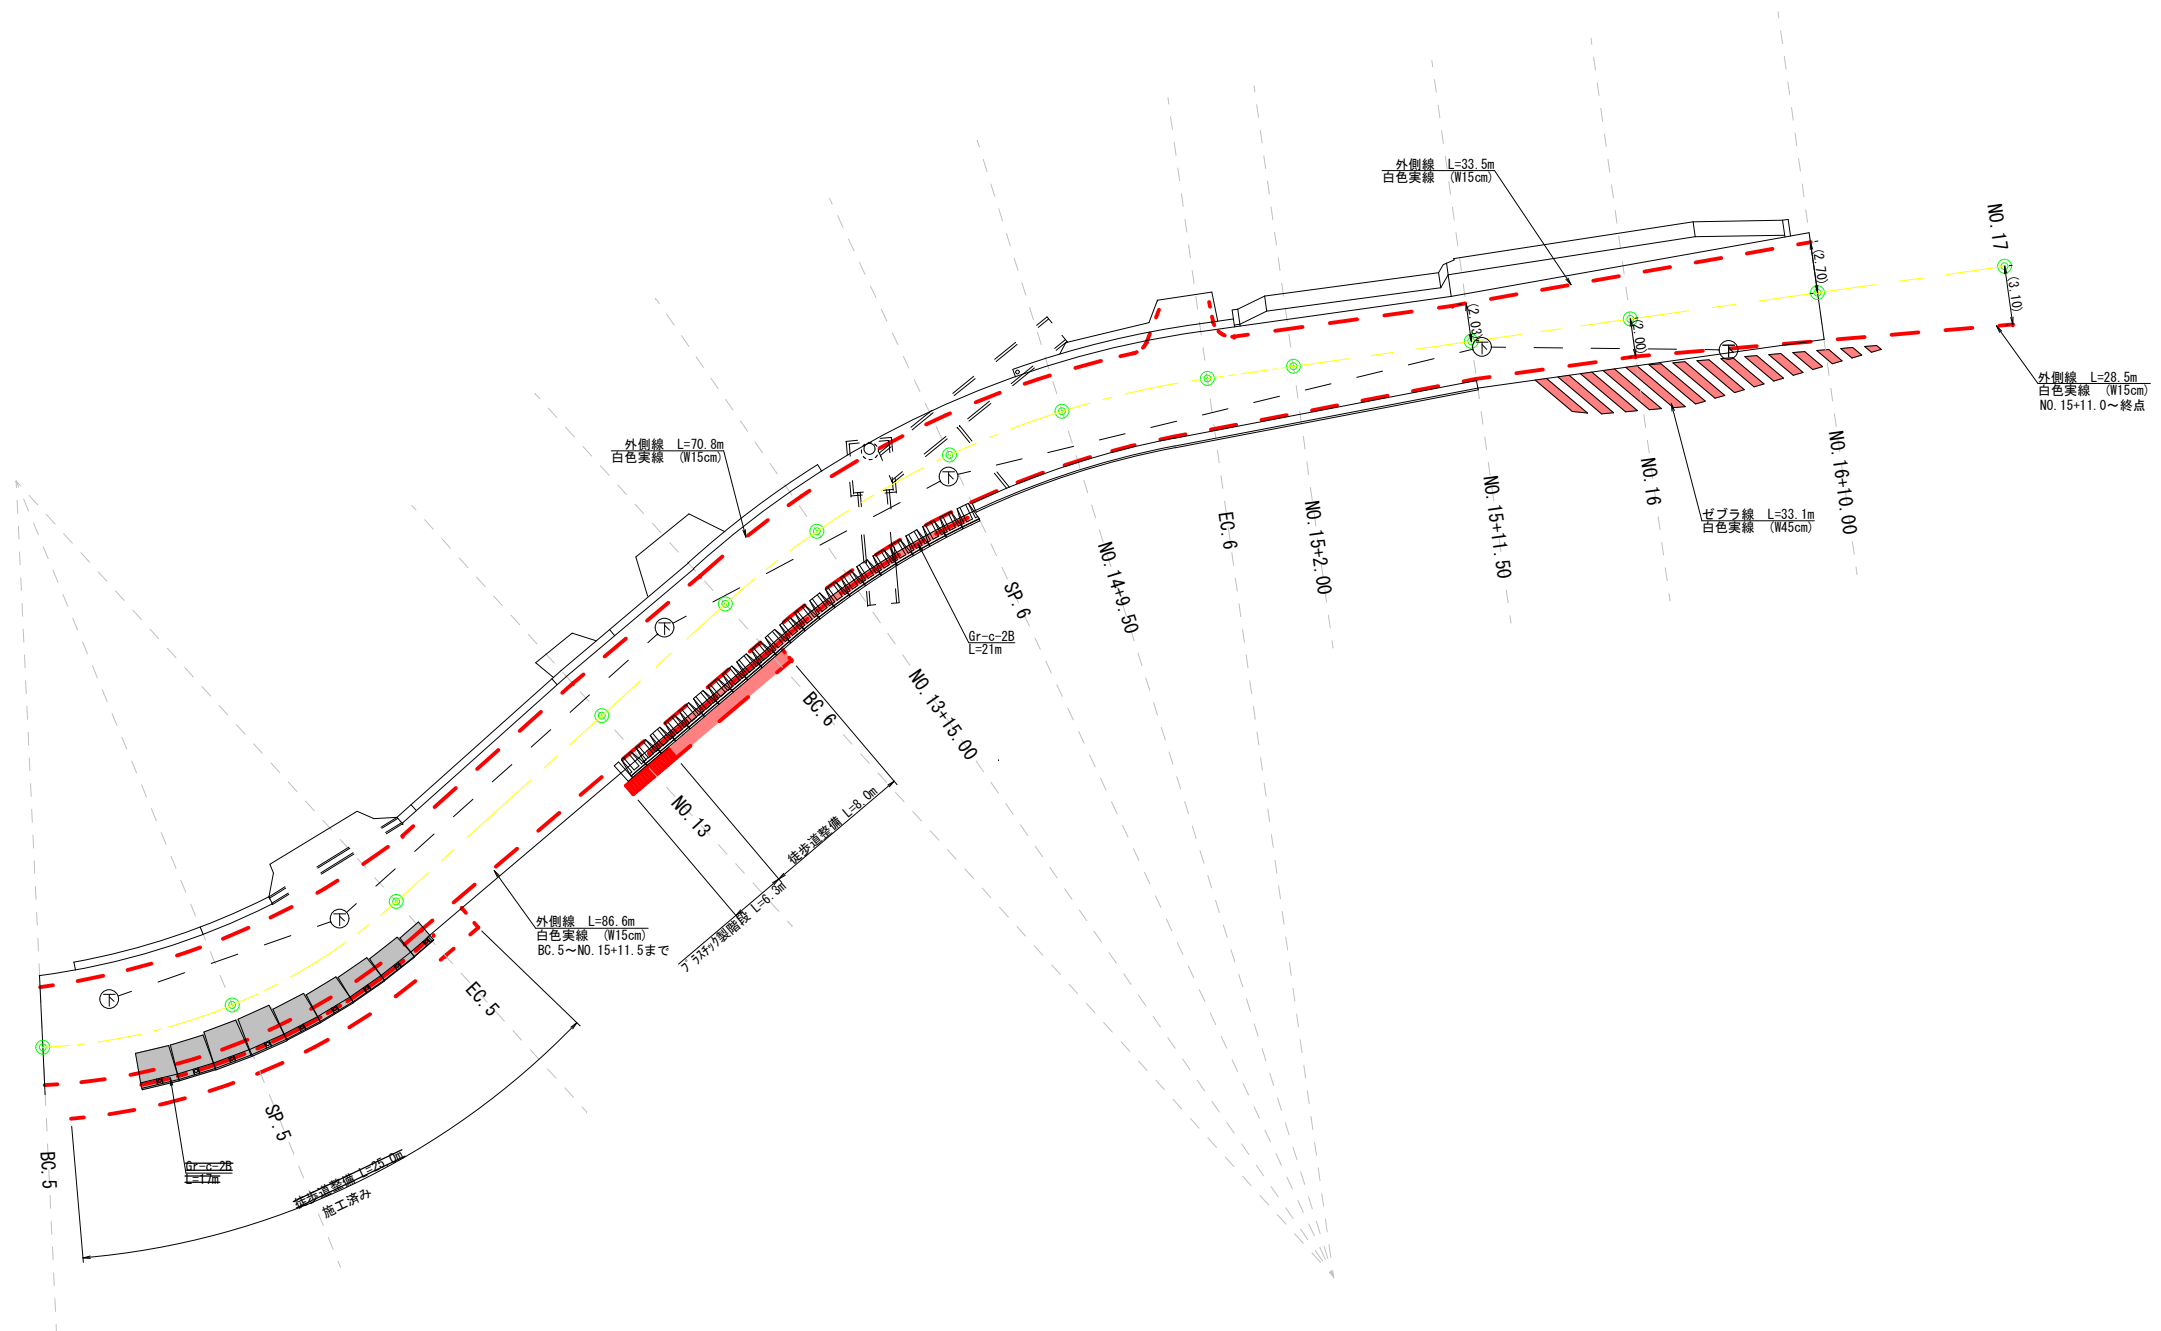 外側線 L=33.5m
白色実線 (W15cm)
NO.17
(2.70)
(3.10)
(2.03)
(2.00)
下
下
外側線 L=28.5m
白色実線 (W15cm)
NO.15+11.0～終点
外側線 L=70.8m
白色実線 (W15cm)
下
ゼブラ線 L=33.1m
白色実線 (W45cm)
NO.16+10.00
NO.16
NO.15+11.50
NO.15+2.00
EC.6
NO.14+9.50
SP.6
Gr-c-2B
L=21m
下
NO.13+15.00
BC.6
NO.13
徒歩道整備 L=8.0m
プラスチック製階段 L=6.3m
外側線 L=86.6m
白色実線 (W15cm)
BC.5～NO.15+11.5まで
下
下
EC.5
SP.5
BC.5
Gr-c-2B
L=17m
徒歩道整備 L=25.0m
施工済み